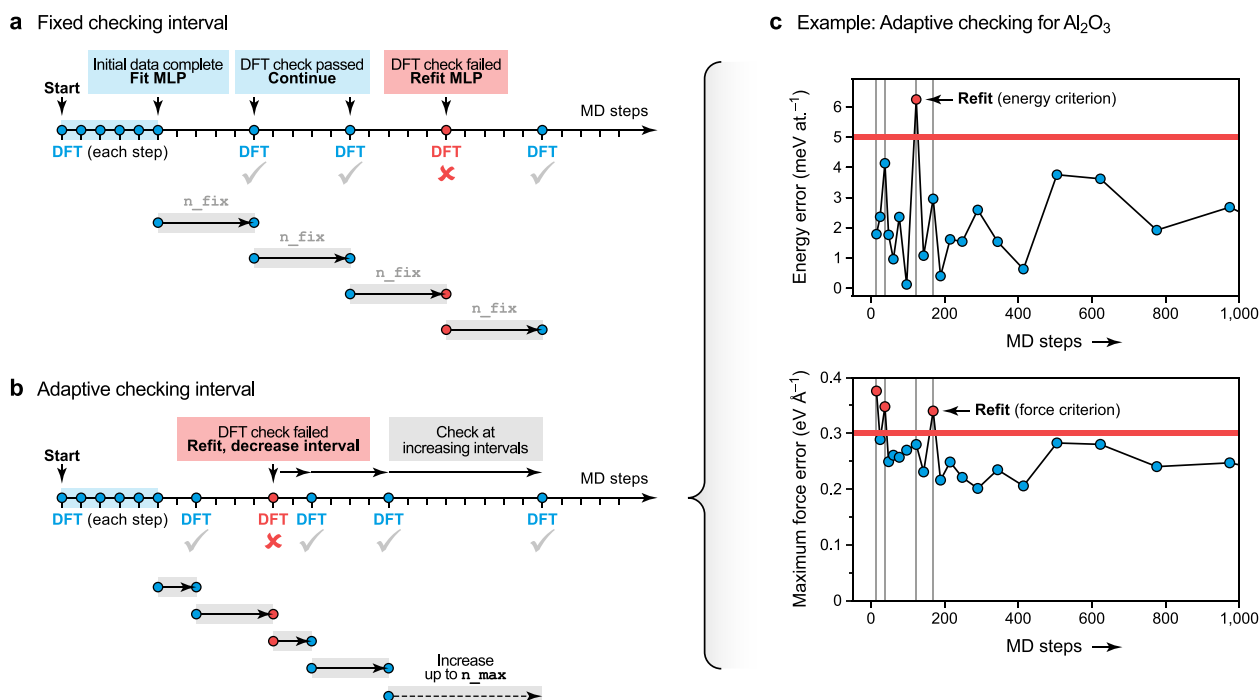 a Fixed checking interval
Initial data complete
Fit MLP
DFT check passed
Continue
DFT check failed
Refit MLP
Start
MD steps
DFT (each step)
DFT
DFT
DFT
DFT
n_fix
n_fix
n_fix
n_fix
b Adaptive checking interval
DFT check failed
Refit, decrease interval
Check at
increasing intervals
Start
MD steps
DFT (each step)
DFT
DFT
DFT
DFT
DFT
Increase
up to n_max
c Example: Adaptive checking for Al₂O₃
Energy error (meV at.⁻¹)
6
5
4
3
2
1
0
Refit (energy criterion)
0
200
400
600
800
1,000
MD steps
Maximum force error (eV Å⁻¹)
0.4
0.3
0.2
0.1
0
Refit (force criterion)
0
200
400
600
800
1,000
MD steps